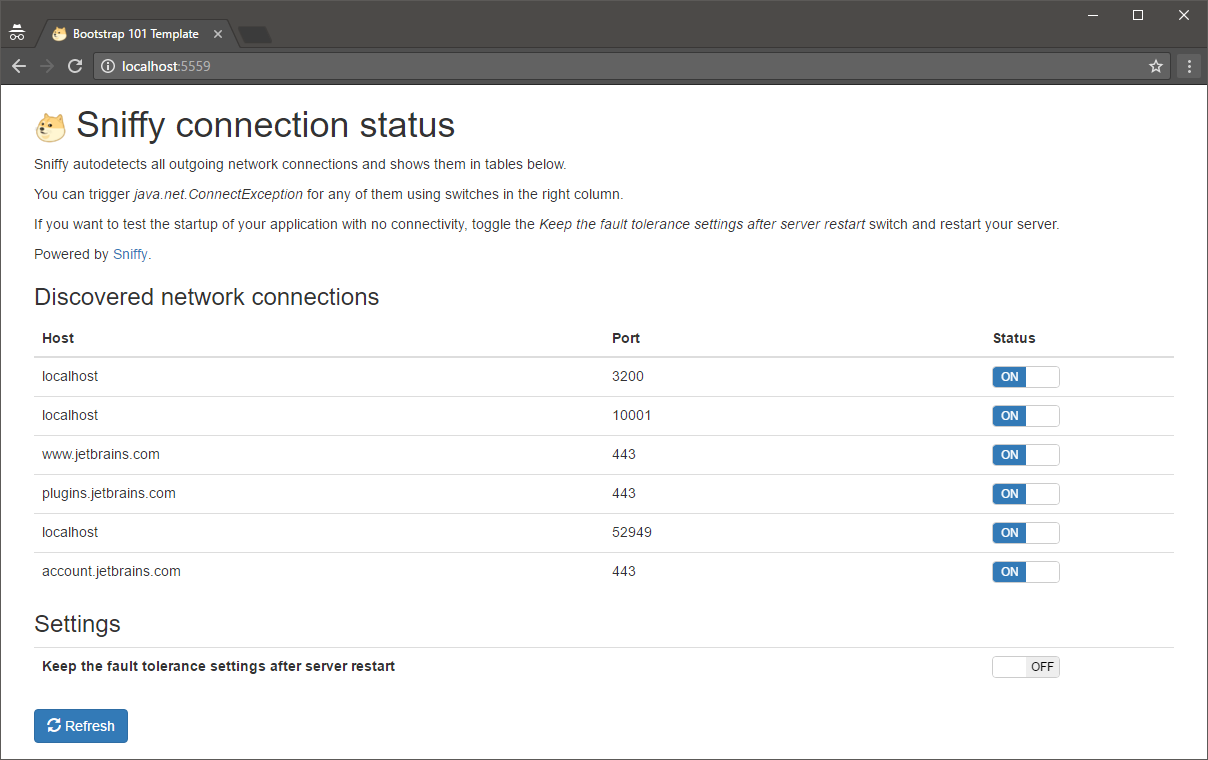 Bootstrap 101 Template
localhost:5559
Sniffy connection status
Sniffy autodetects all outgoing network connections and shows them in tables below.
You can trigger java.net.ConnectException for any of them using switches in the right column.
If you want to test the startup of your application with no connectivity, toggle the Keep the fault tolerance settings after server restart switch and restart your server.
Powered by Sniffy.
Discovered network connections
Host Port Status
localhost 3200 ON
localhost 10001 ON
www.jetbrains.com 443 ON
plugins.jetbrains.com 443 ON
localhost 52949 ON
account.jetbrains.com 443 ON
Settings
Keep the fault tolerance settings after server restart OFF
Refresh